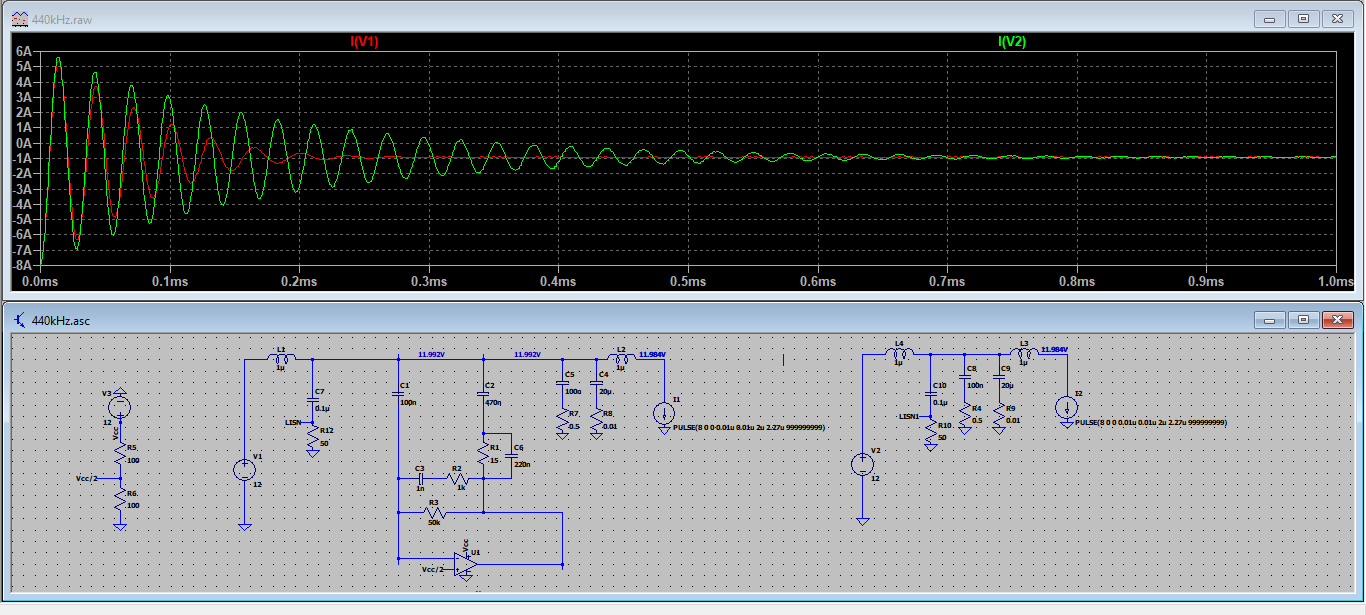 440kHz.raw
I(V1) I(V2)
6A
5A
4A
3A
2A
1A
0A
-1A
-2A
-3A
-4A
-5A
-6A
-7A
-8A
0.0ms 0.1ms 0.2ms 0.3ms 0.4ms 0.5ms 0.6ms 0.7ms 0.8ms 0.9ms 1.0ms
440kHz.asc
V3
12
Vcc
R5
100
Vcc/2
R6
100
L1
1µ
C7
0.1µ
LISN
R12
50
V1
12
11.992V
C1
100n
C2
470n
R1
15
C6
220n
C3
1n
R2
1k
R3
50k
Vcc
U1
Vcc/2
11.992V
C5
100n
R7
0.5
C4
20µ
R8
0.01
L2
1µ
11.984V
I1
PULSE(8 0 0 0.01u 0.01u 2u 2.27u 999999999)
L4
1µ
C10
0.1µ
LISN1
R10
50
V2
12
C8
100n
R4
0.5
C9
20µ
R9
0.01
L3
1µ
11.984V
I2
PULSE(8 0 0 0.01u 0.01u 2u 2.27u 999999999)